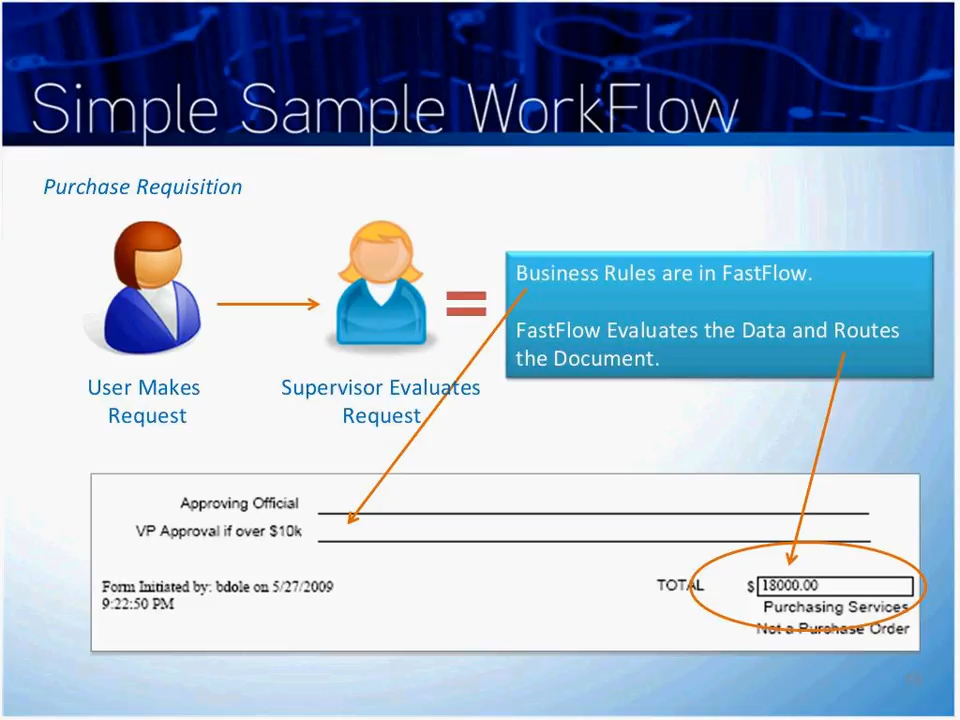 Simple Sample WorkFlow
Purchase Requisition
Business Rules are in FastFlow.
FastFlow Evaluates the Data and Routes
the Document.
User Makes
Request
Supervisor Evaluates
Request
Approving Official
VP Approval if over $10k
Form Initiated by: bdole on 5/27/2009
9:22:50 PM
TOTAL $ 18000.00
Purchasing Services
Not a Purchase Order